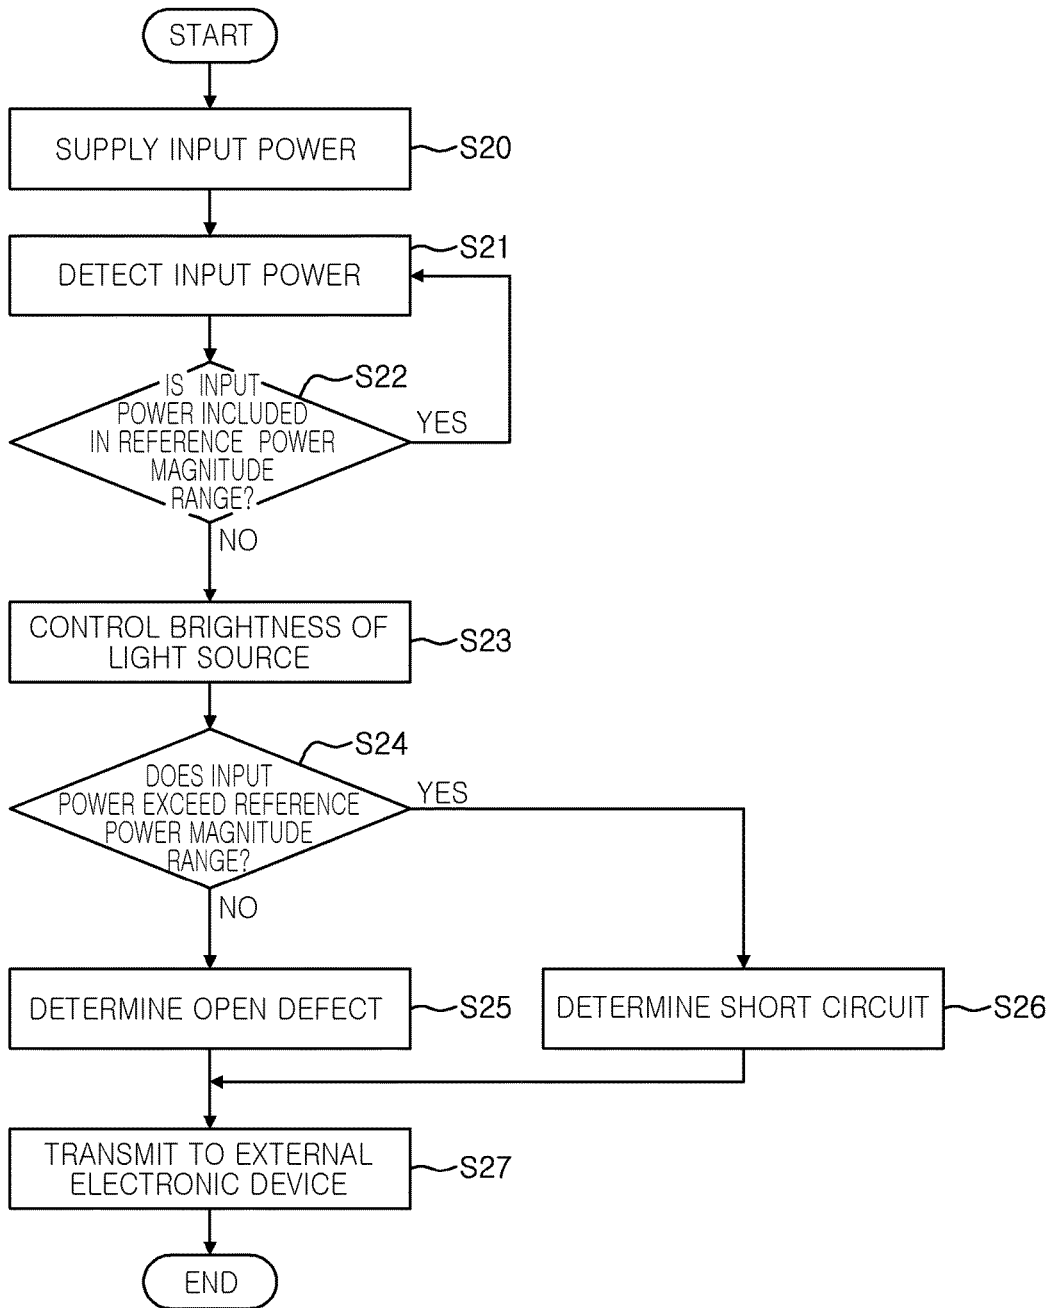 START
SUPPLY INPUT POWER
S20
DETECT INPUT POWER
S21
IS INPUT
POWER INCLUDED
IN REFERENCE POWER
MAGNITUDE
RANGE?
S22
YES
NO
CONTROL BRIGHTNESS OF
LIGHT SOURCE
S23
DOES INPUT
POWER EXCEED REFERENCE
POWER MAGNITUDE
RANGE?
S24
YES
NO
DETERMINE OPEN DEFECT
S25
DETERMINE SHORT CIRCUIT
S26
TRANSMIT TO EXTERNAL
ELECTRONIC DEVICE
S27
END